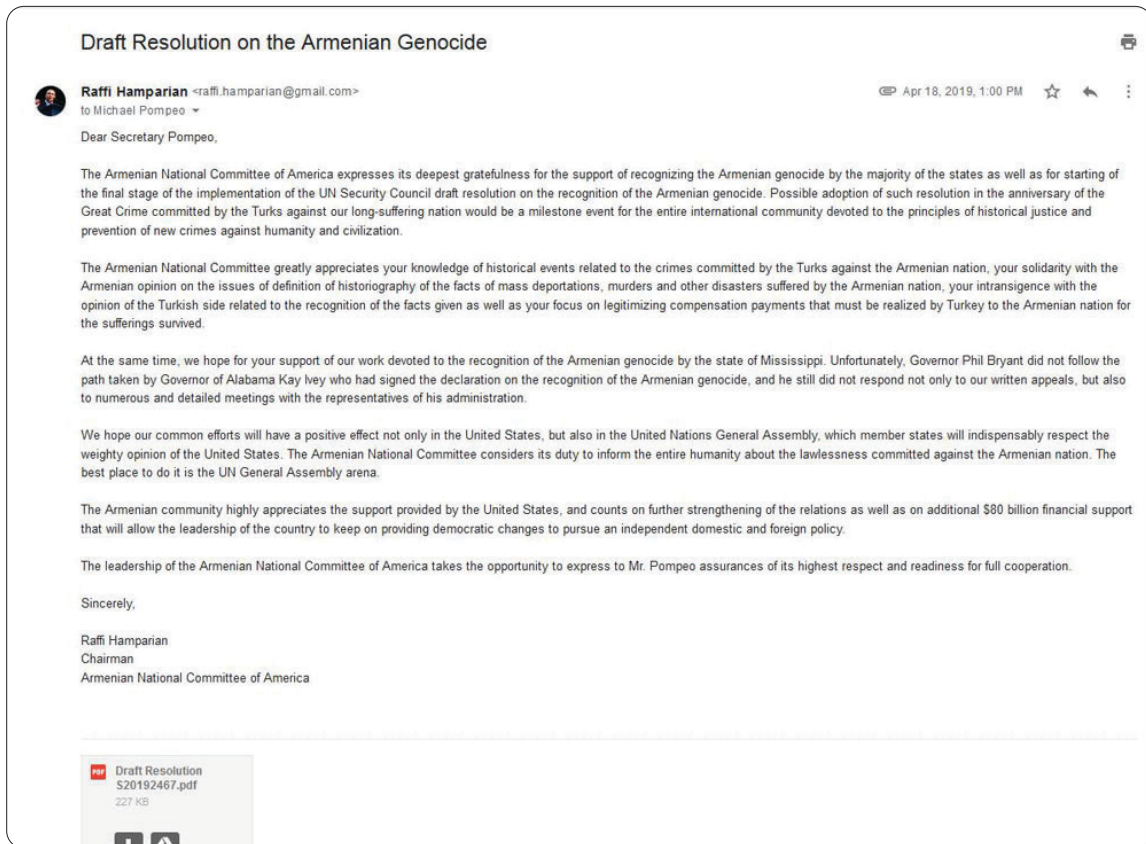 Draft Resolution on the Armenian Genocide
Raffi Hamparian <raffi.hamparian@gmail.com>
Apr 18, 2019, 1:00 PM
to Michael Pompeo
Dear Secretary Pompeo,
The Armenian National Committee of America expresses its deepest gratefulness for the support of recognizing the Armenian genocide by the majority of the states as well as for starting of
the final stage of the implementation of the UN Security Council draft resolution on the recognition of the Armenian genocide. Possible adoption of such resolution in the anniversary of the
Great Crime committed by the Turks against our long-suffering nation would be a milestone event for the entire international community devoted to the principles of historical justice and
prevention of new crimes against humanity and civilization.
The Armenian National Committee greatly appreciates your knowledge of historical events related to the crimes committed by the Turks against the Armenian nation, your solidarity with the
Armenian opinion on the issues of definition of historiography of the facts of mass deportations, murders and other disasters suffered by the Armenian nation, your intransigence with the
opinion of the Turkish side related to the recognition of the facts given as well as your focus on legitimizing compensation payments that must be realized by Turkey to the Armenian nation for
the sufferings survived.
At the same time, we hope for your support of our work devoted to the recognition of the Armenian genocide by the state of Mississippi. Unfortunately, Governor Phil Bryant did not follow the
path taken by Governor of Alabama Kay Ivey who had signed the declaration on the recognition of the Armenian genocide, and he still did not respond not only to our written appeals, but also
to numerous and detailed meetings with the representatives of his administration.
We hope our common efforts will have a positive effect not only in the United States, but also in the United Nations General Assembly, which member states will indispensably respect the
weighty opinion of the United States. The Armenian National Committee considers its duty to inform the entire humanity about the lawlessness committed against the Armenian nation. The
best place to do it is the UN General Assembly arena.
The Armenian community highly appreciates the support provided by the United States, and counts on further strengthening of the relations as well as on additional $80 billion financial support
that will allow the leadership of the country to keep on providing democratic changes to pursue an independent domestic and foreign policy.
The leadership of the Armenian National Committee of America takes the opportunity to express to Mr. Pompeo assurances of its highest respect and readiness for full cooperation.
Sincerely,
Raffi Hamparian
Chairman
Armenian National Committee of America
PDF
Draft Resolution
S20192467.pdf
227 KB